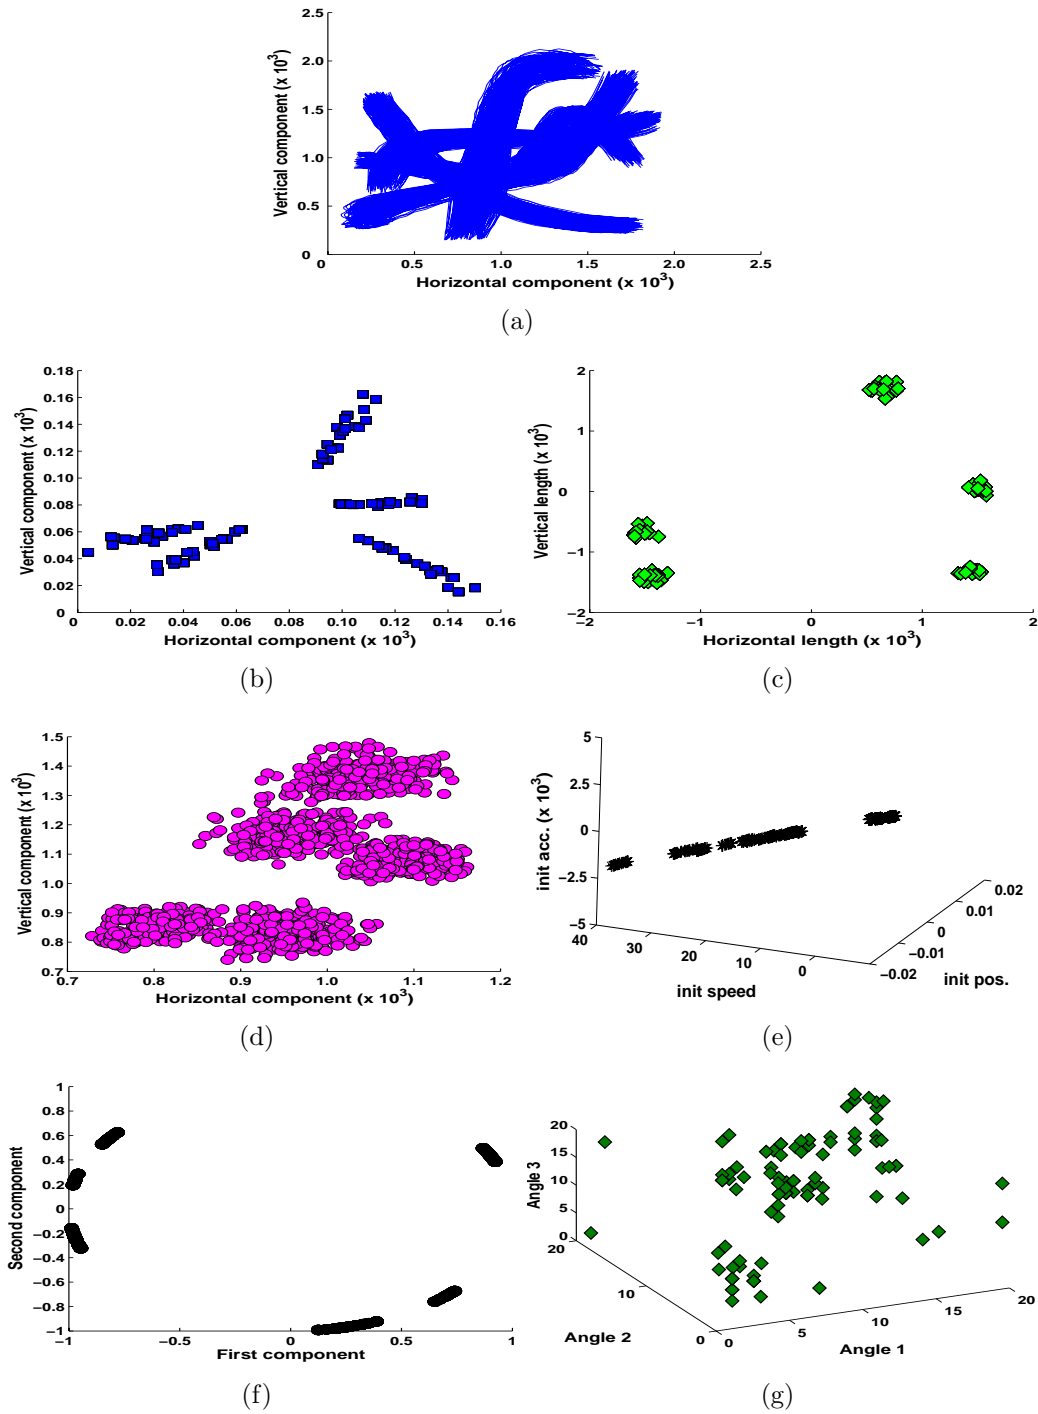 2.5
2.0
1.5
1.0
0.5
0
Vertical component (x 10³)
0 0.5 1.0 1.5 2.0 2.5
Horizontal component (x 10³)
(a)
0.18
0.16
0.14
0.12
0.10
0.08
0.06
0.04
0.02
0
Vertical component (x 10³)
0 0.02 0.04 0.06 0.08 0.10 0.12 0.14 0.16
Horizontal component (x 10³)
(b)
2
1
0
−1
−2
Vertical length (x 10³)
−2 −1 0 1 2
Horizontal length (x 10³)
(c)
1.5
1.4
1.3
1.2
1.1
1.0
0.9
0.8
0.7
Vertical component (x 10³)
0.7 0.8 0.9 1.0 1.1 1.2
Horizontal component (x 10³)
(d)
5
2.5
0
−2.5
−5
init acc. (x 10³)
40 30 20 10 0
init speed
−0.02 −0.01 0 0.01 0.02
init pos.
(e)
1
0.8
0.6
0.4
0.2
0
−0.2
−0.4
−0.6
−0.8
−1
Second component
−1 −0.5 0 0.5 1
First component
(f)
20
15
10
5
0
Angle 3
20 10 0
Angle 2
0 5 10 15 20
Angle 1
(g)